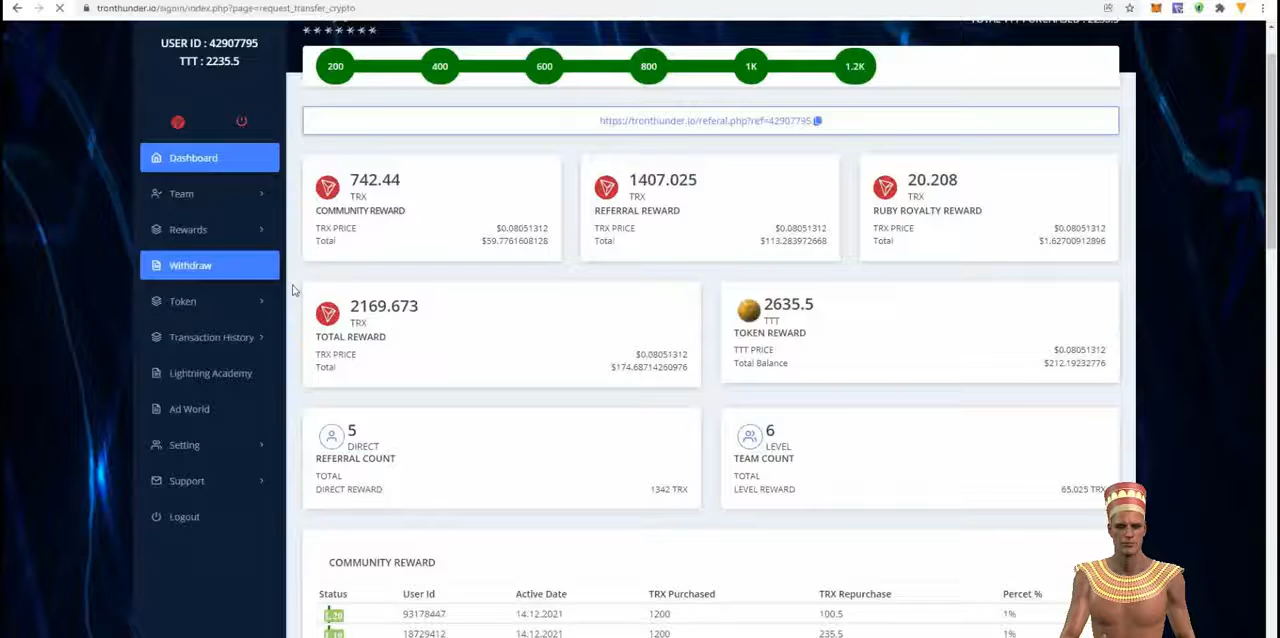 tronthunder.io/signin/index.php?page=request_transfer_crypto
USER ID : 42907795
TTT : 2235.5
*******
200 400 600 800 1K 1.2K
https://tronthunder.io/referal.php?ref=42907795
Dashboard
Team
Rewards
Withdraw
Token
Transaction History
Lightning Academy
Ad World
Setting
Support
Logout
742.44
TRX
COMMUNITY REWARD
TRX PRICE $0.08051312
Total $59.7761608128
1407.025
TRX
REFERRAL REWARD
TRX PRICE $0.08051312
Total $113.283972668
20.208
TRX
RUBY ROYALTY REWARD
TRX PRICE $0.08051312
Total $1.62700912896
2169.673
TRX
TOTAL REWARD
TRX PRICE $0.08051312
Total $174.68714260976
2635.5
TTT
TOKEN REWARD
TTT PRICE $0.08051312
Total Balance $212.19232776
5
DIRECT
REFERRAL COUNT
TOTAL
DIRECT REWARD 1342 TRX
6
LEVEL
TEAM COUNT
TOTAL
LEVEL REWARD 65.025 TRX
COMMUNITY REWARD
Status User Id Active Date TRX Purchased TRX Repurchase Percet %
93178447 14.12.2021 1200 100.5 1%
18729412 14.12.2021 1200 235.5 1%